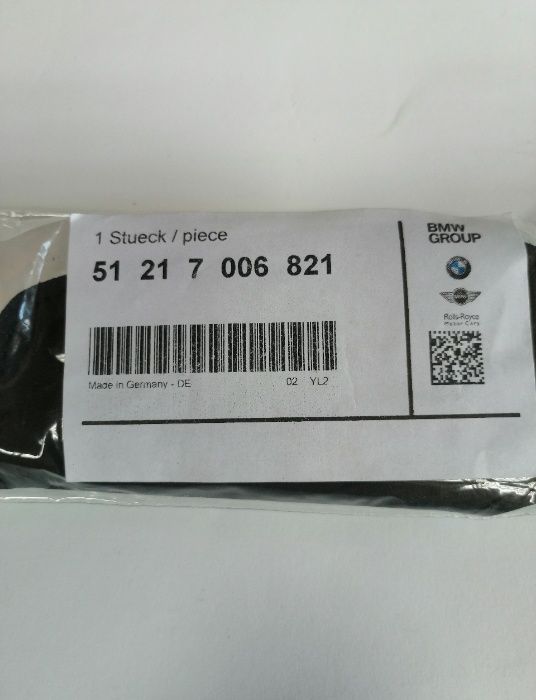 1 Stueck / piece
51 21 7 006 821
Made in Germany - DE
02 YL2
BMW
GROUP
MINI
Rolls-Royce
Motor Cars